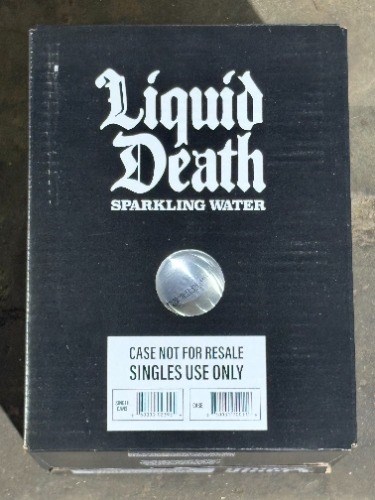 Liquid
Death
SPARKLING WATER
CASE NOT FOR RESALE
SINGLES USE ONLY